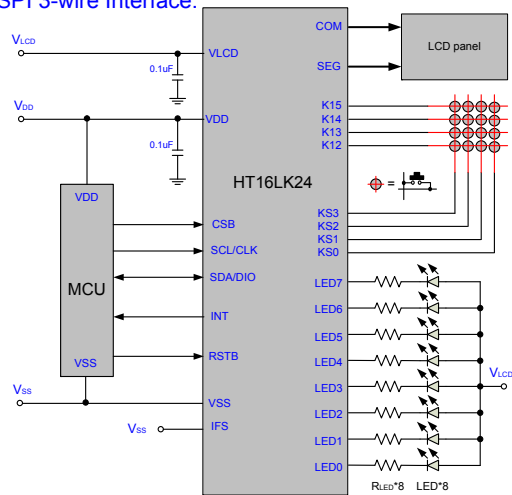 SPI 3-wire Interface:
VLCD
VLCD
0.1uF
VDD
VDD
0.1uF
VDD
MCU
VSS
Vss
Vss
HT16LK24
CSB
SCL/CLK
SDA/DIO
INT
RSTB
VSS
IFS
COM
SEG
LCD panel
K15
K14
K13
K12
=
KS3
KS2
KS1
KS0
LED7
LED6
LED5
LED4
LED3
LED2
LED1
LED0
VLCD
RLED*8 LED*8